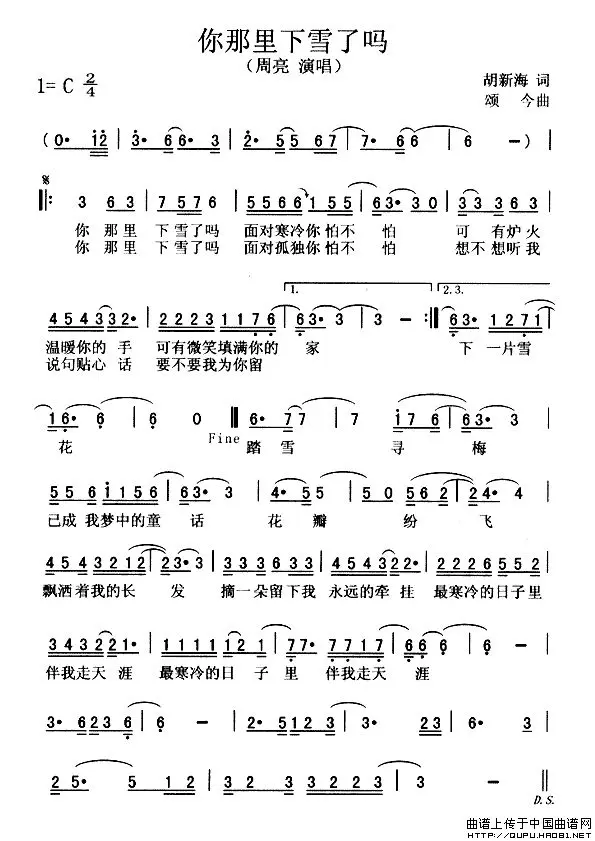 你那里下雪了吗
(周亮 演唱)
1= C 2/4
胡新海 词
颂 今曲
(0· i2 | 3· 6 6· 3 | 2· 5 5 6 7 | 7· 6 6 | 6 - ) |
3 6 3 | 7 5 7 6 | 5 5 6 6 1 5 5 | 6 3· 3 0 | 3 3 3 6 3 |
你 那里 下雪了吗 面对寒冷你怕不 怕 可 有炉火
你 那里 下雪了吗 面对孤独你怕不 怕 想不想听我
1. 2.3.
4 5 4 3 3 2· | 2 2 2 3 1 1 7 6 | 6 3· 3 | 3 - :| 6 3· 1 2 7 1 |
温暖你的 手 可有微笑填满你的 家 下 一片雪
说句贴心 话 要不要我为你留
1 6· 6 | 6 0 || 6· 7 7 | 7 | 1 6 6 3· |
花 Fine 踏雪 寻 梅
5 5 6 i 1 5 6 | 6 3· 3 | 4· 5 5 | 5 0 5 6 2 | 2 4· 4 |
已成 我梦中的童 话 花 瓣 纷 飞
4 5 4 3 2 1 2 | 2 3· 3 | 3 3 3 6 3 3 | 4 5 4 3 2 2· | 2 2 2 6 5 5 2 |
飘洒着我的长 发 摘一朵留下我 永远的牵挂 最寒冷的日子里
3 4 3 2 2 1· | 5 4 3 1 1 2 1 | 7· 3 | 7 7 1 7 6 6 | 6 - |
伴我走天 涯 最寒冷的日 子 里 伴我走天 涯
3· 6 2 3 6 | 6 - | 2· 5 1 2 3 | 3· 2 3 | 6· 3 |
2 5· | 5 1 2 | 3 - | 3 - ||
D.S.
曲谱上传于中国曲谱网
http://QUPU.HAO81.NET